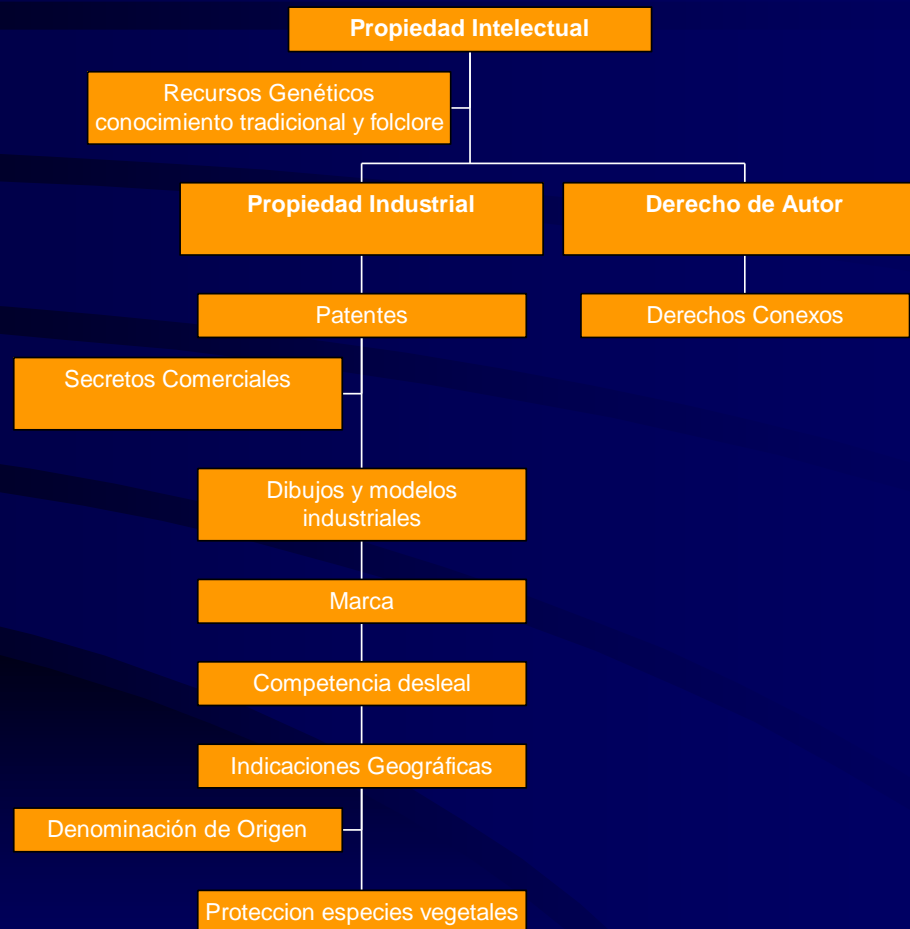 Propiedad Intelectual
Recursos Genéticos
conocimiento tradicional y folclore
Propiedad Industrial
Derecho de Autor
Patentes
Derechos Conexos
Secretos Comerciales
Dibujos y modelos
industriales
Marca
Competencia desleal
Indicaciones Geográficas
Denominación de Origen
Proteccion especies vegetales